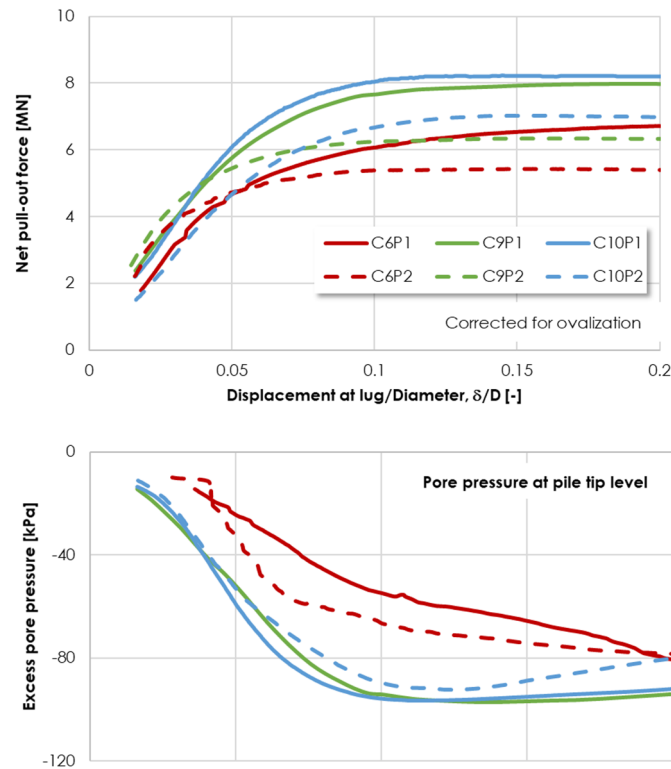 10
8
6
4
2
0
Net pull-out force [MN]
C6P1 C9P1 C10P1
C6P2 C9P2 C10P2
Corrected for ovalization
0 0.05 0.1 0.15 0.2
Displacement at lug/Diameter, δ/D [-]
0
-40
-80
-120
Excess pore pressure [kPa]
Pore pressure at pile tip level